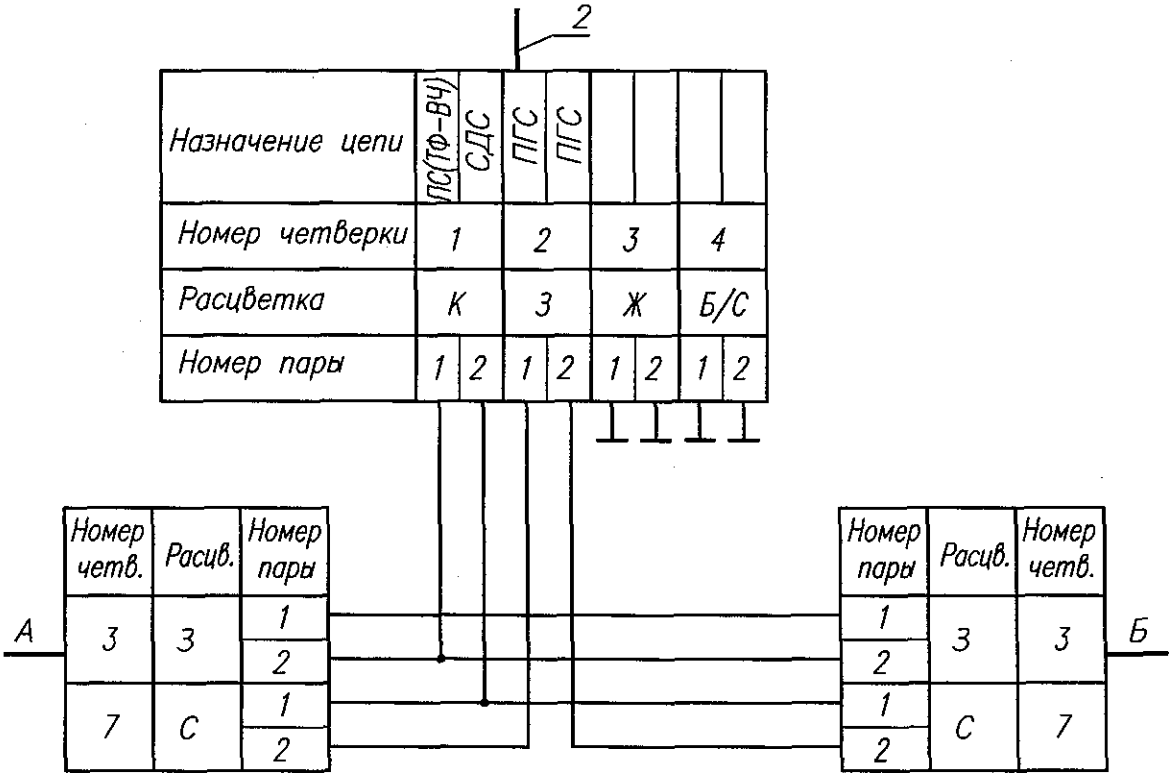 2
Назначение цепи
ПС(ТФ-ВЧ) СДС ПГС ПГС
Номер четверки 1 2 3 4
Расцветка К З Ж Б/С
Номер пары 1 2 1 2 1 2 1 2
Номер четв. Расцв. Номер пары
А 3 З 1
2
7 С 1
2
Номер пары Расцв. Номер четв.
1 З 3 Б
2
1 С 7
2